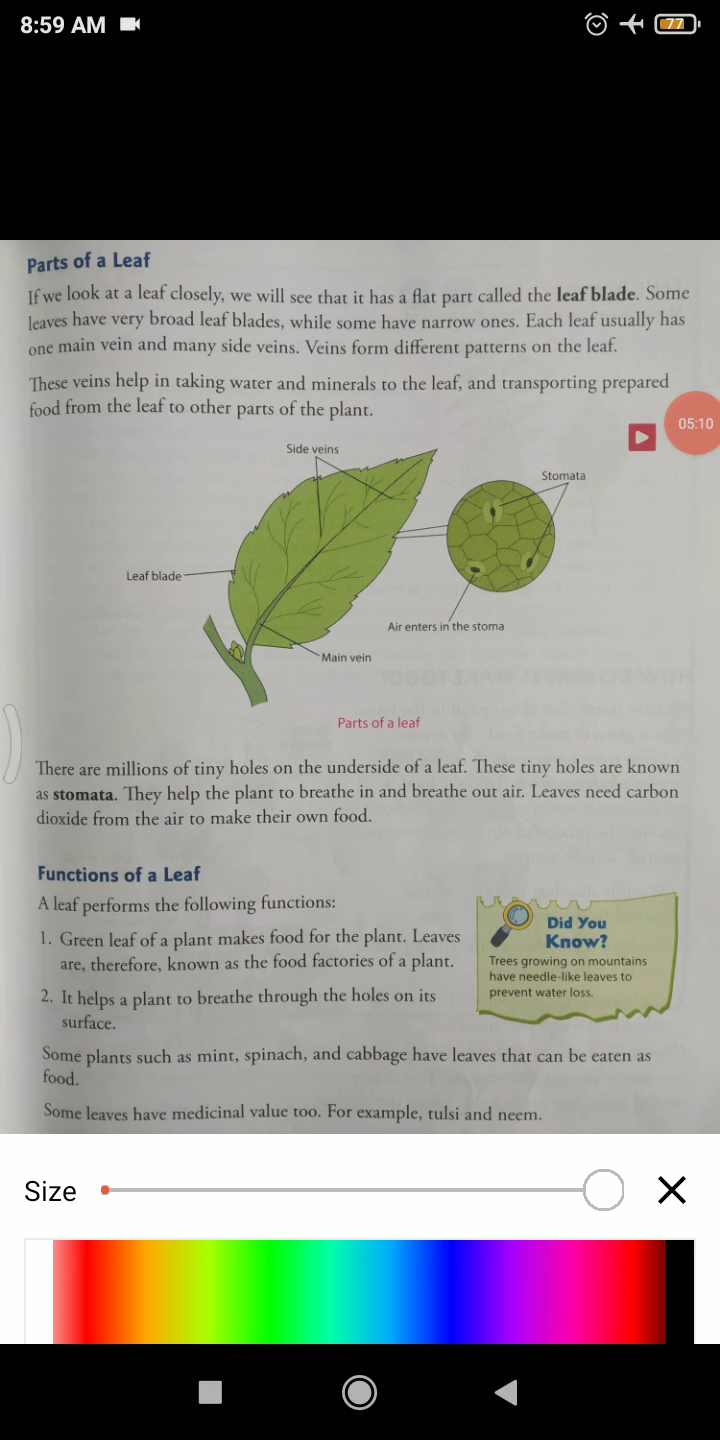 8:59 AM
77
Parts of a Leaf
If we look at a leaf closely, we will see that it has a flat part called the leaf blade. Some
leaves have very broad leaf blades, while some have narrow ones. Each leaf usually has
one main vein and many side veins. Veins form different patterns on the leaf.
These veins help in taking water and minerals to the leaf, and transporting prepared
food from the leaf to other parts of the plant.
05:10
Side veins
Stomata
Leaf blade
Air enters in the stoma
Main vein
Parts of a leaf
There are millions of tiny holes on the underside of a leaf. These tiny holes are known
as stomata. They help the plant to breathe in and breathe out air. Leaves need carbon
dioxide from the air to make their own food.
Functions of a Leaf
A leaf performs the following functions:
1. Green leaf of a plant makes food for the plant. Leaves
are, therefore, known as the food factories of a plant.
2. It helps a plant to breathe through the holes on its
surface.
Did You
Know?
Trees growing on mountains
have needle-like leaves to
prevent water loss.
Some plants such as mint, spinach, and cabbage have leaves that can be eaten as
food.
Some leaves have medicinal value too. For example, tulsi and neem.
Size